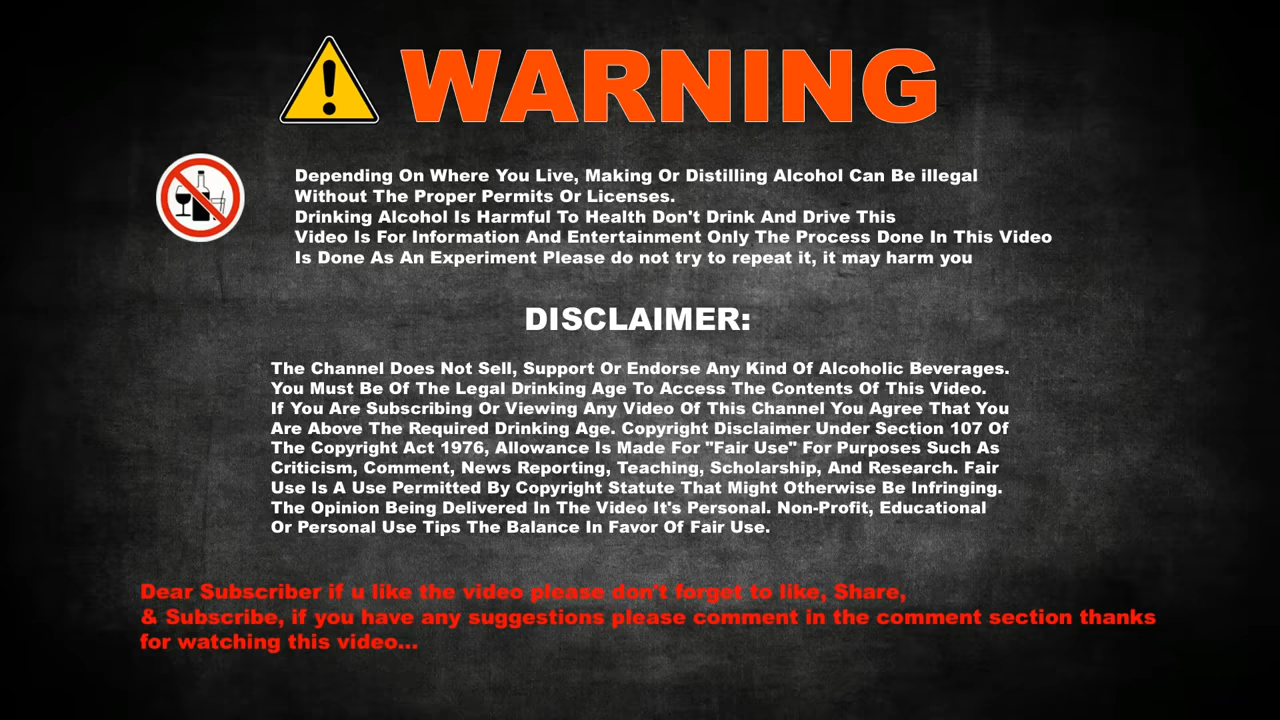 WARNING
Depending On Where You Live, Making Or Distilling Alcohol Can Be illegal
Without The Proper Permits Or Licenses.
Drinking Alcohol Is Harmful To Health Don't Drink And Drive This
Video Is For Information And Entertainment Only The Process Done In This Video
Is Done As An Experiment Please do not try to repeat it, it may harm you
DISCLAIMER:
The Channel Does Not Sell, Support Or Endorse Any Kind Of Alcoholic Beverages.
You Must Be Of The Legal Drinking Age To Access The Contents Of This Video.
If You Are Subscribing Or Viewing Any Video Of This Channel You Agree That You
Are Above The Required Drinking Age. Copyright Disclaimer Under Section 107 Of
The Copyright Act 1976, Allowance Is Made For "Fair Use" For Purposes Such As
Criticism, Comment, News Reporting, Teaching, Scholarship, And Research. Fair
Use Is A Use Permitted By Copyright Statute That Might Otherwise Be Infringing.
The Opinion Being Delivered In The Video It's Personal. Non-Profit, Educational
Or Personal Use Tips The Balance In Favor Of Fair Use.
Dear Subscriber if u like the video please don't forget to like, Share,
& Subscribe, if you have any suggestions please comment in the comment section thanks
for watching this video...